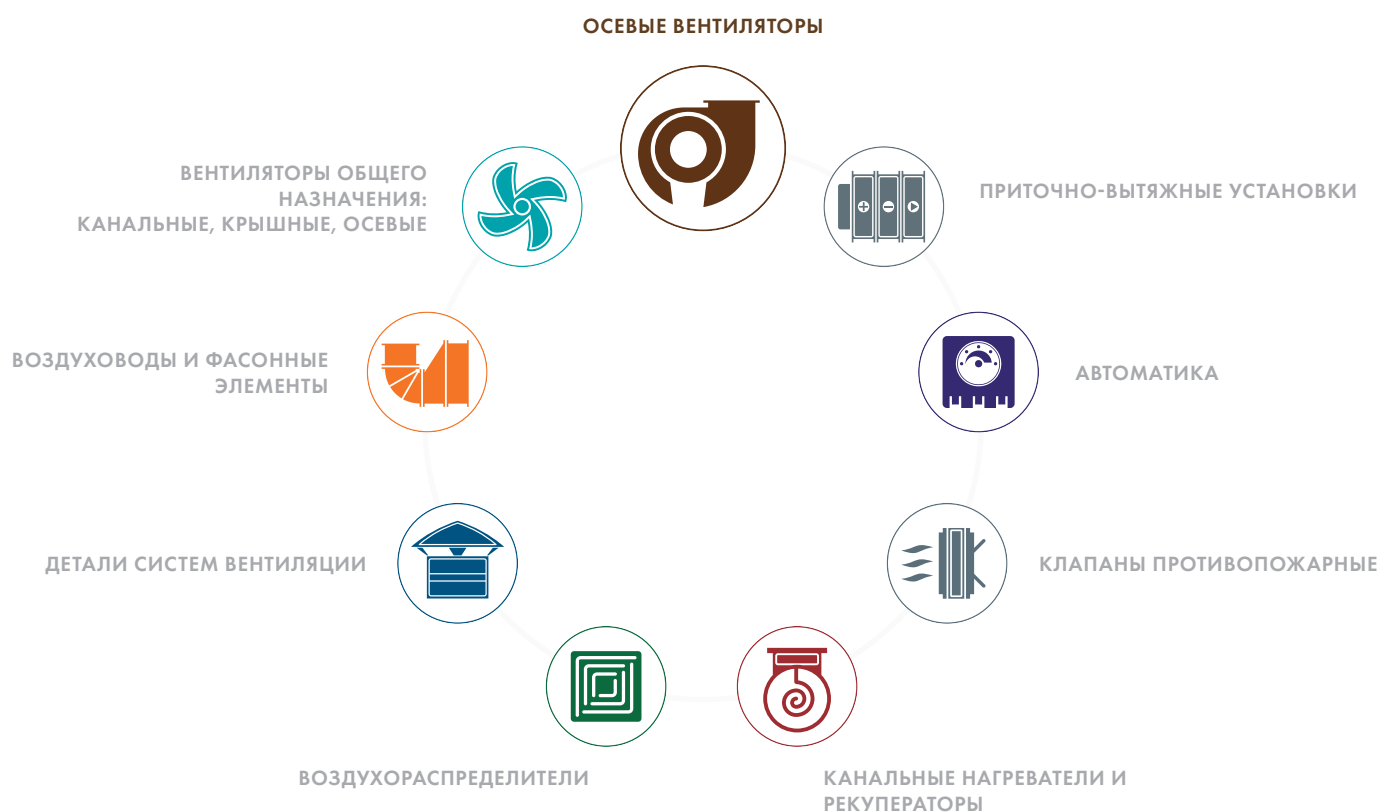 ОСЕВЫЕ ВЕНТИЛЯТОРЫ
ВЕНТИЛЯТОРЫ ОБЩЕГО
НАЗНАЧЕНИЯ:
КАНАЛЬНЫЕ, КРЫШНЫЕ, ОСЕВЫЕ
ПРИТОЧНО-ВЫТЯЖНЫЕ УСТАНОВКИ
ВОЗДУХОВОДЫ И ФАСОННЫЕ
ЭЛЕМЕНТЫ
АВТОМАТИКА
ДЕТАЛИ СИСТЕМ ВЕНТИЛЯЦИИ
КЛАПАНЫ ПРОТИВОПОЖАРНЫЕ
ВОЗДУХОРАСПРЕДЕЛИТЕЛИ
КАНАЛЬНЫЕ НАГРЕВАТЕЛИ И
РЕКУПЕРАТОРЫ